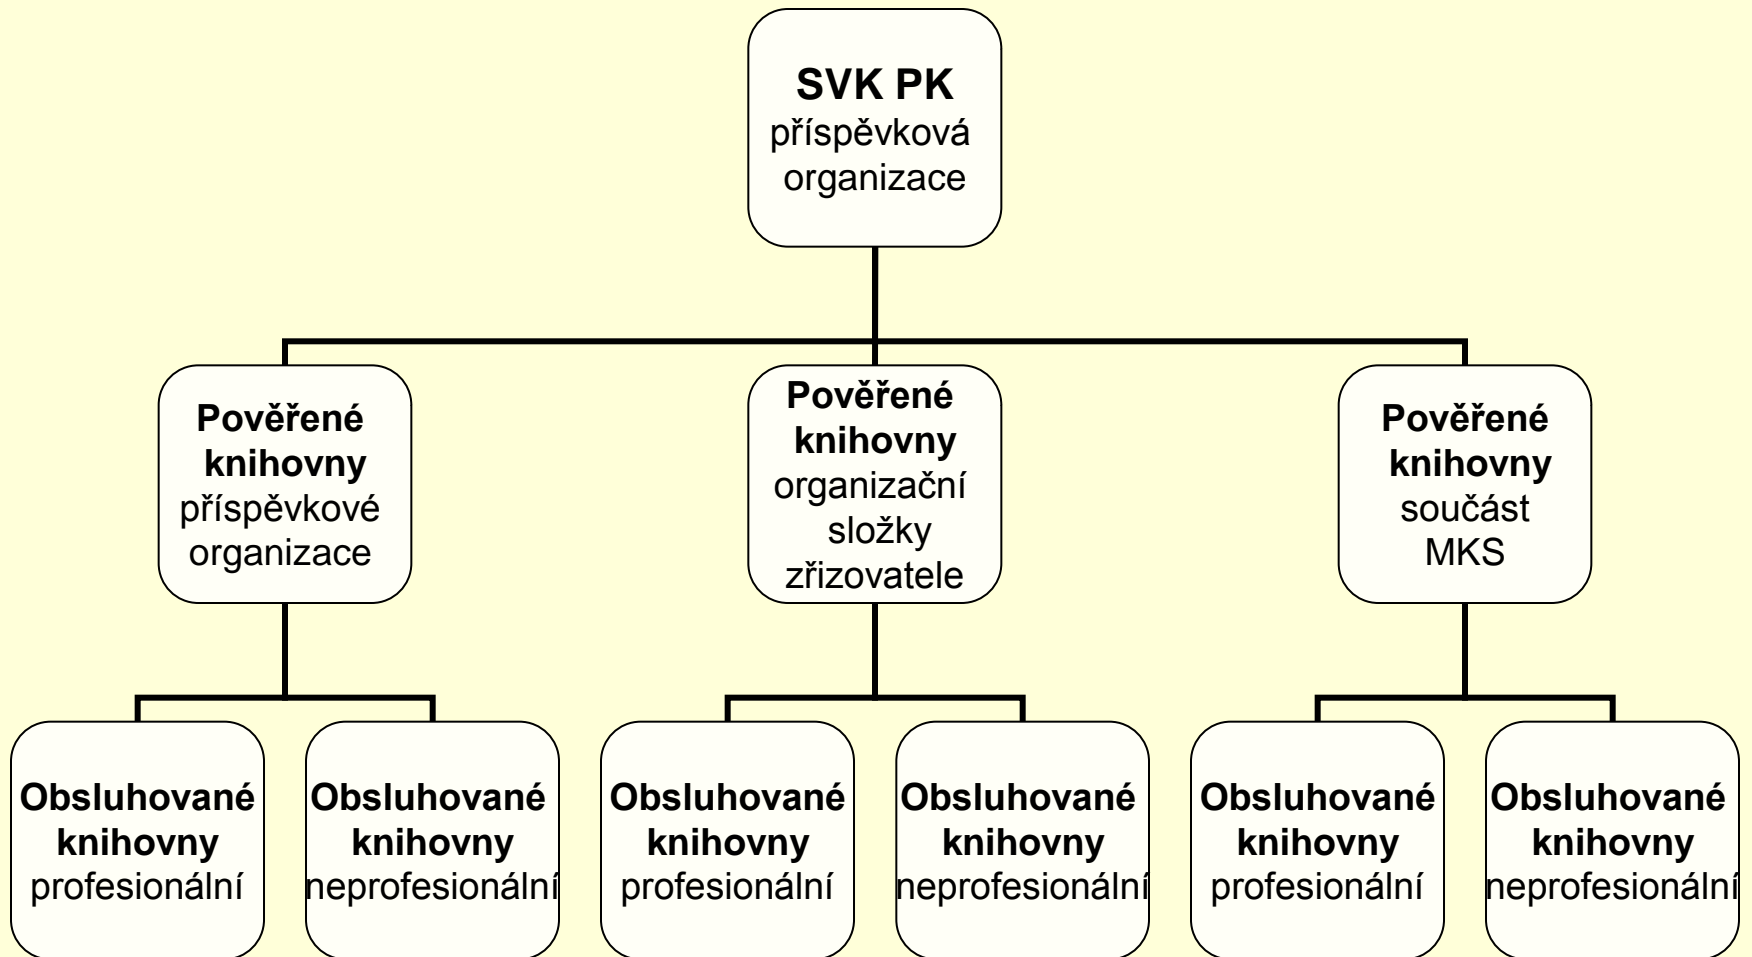 SVK PK
příspěvková
organizace
Pověřené
knihovny
příspěvkové
organizace
Pověřené
knihovny
organizační
složky
zřizovatele
Pověřené
knihovny
součást
MKS
Obsluhované
knihovny
profesionální
Obsluhované
knihovny
neprofesionální
Obsluhované
knihovny
profesionální
Obsluhované
knihovny
neprofesionální
Obsluhované
knihovny
profesionální
Obsluhované
knihovny
neprofesionální